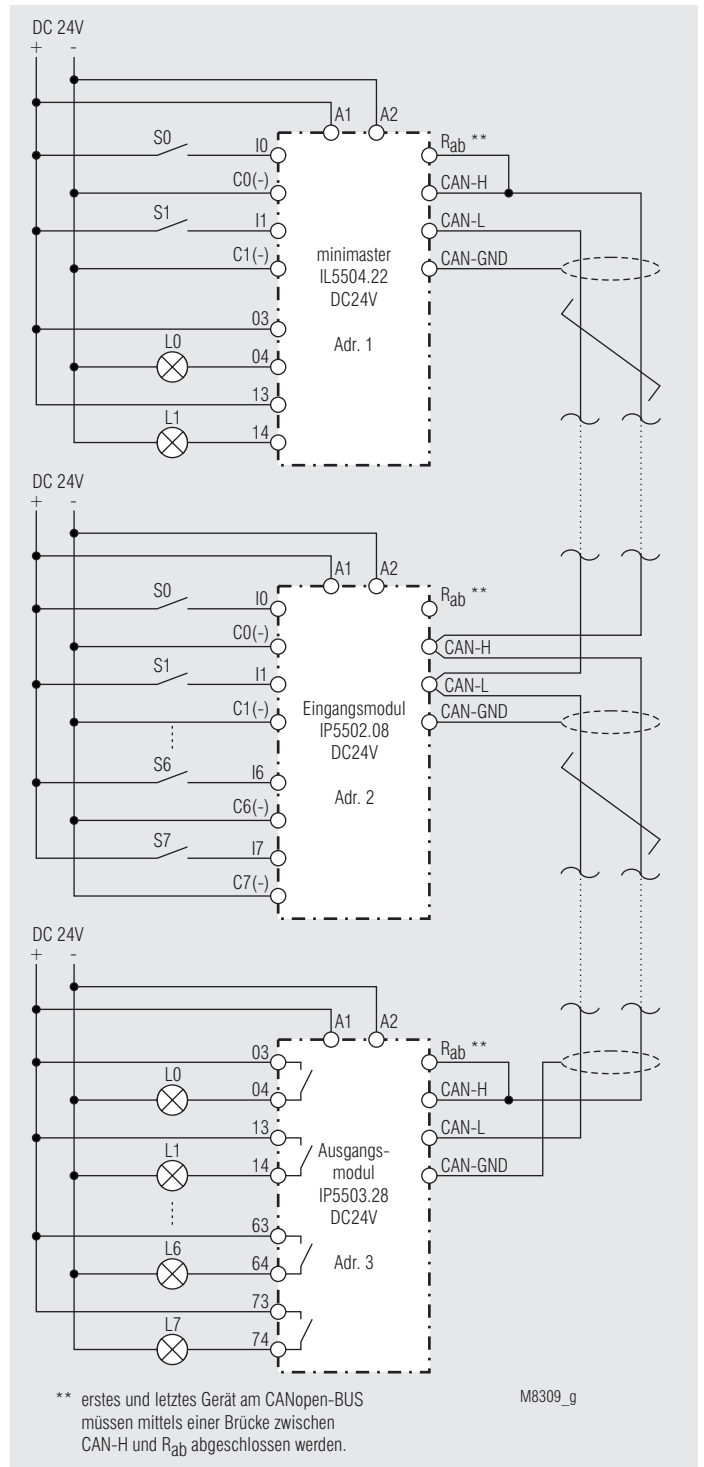 DC 24V
+ -
A1 A2
S0 I0 Rab **
C0(-) CAN-H
S1 I1 CAN-L
C1(-) CAN-GND
minimaster
IL5504.22
DC24V
Adr. 1
03
L0 04
13
L1 14
DC 24V
+ -
A1 A2
S0 I0 Rab **
C0(-) CAN-H
S1 I1 CAN-L
C1(-) CAN-GND
Eingangsmodul
IP5502.08
DC24V
Adr. 2
S6 I6
C6(-)
S7 I7
C7(-)
DC 24V
+ -
A1 A2
03 Rab **
L0 04 CAN-H
13 CAN-L
L1 14 CAN-GND
Ausgangs-
modul
IP5503.28
DC24V
Adr. 3
63
L6 64
73
L7 74
** erstes und letztes Gerät am CANopen-BUS
müssen mittels einer Brücke zwischen
CAN-H und Rab abgeschlossen werden.
M8309_g